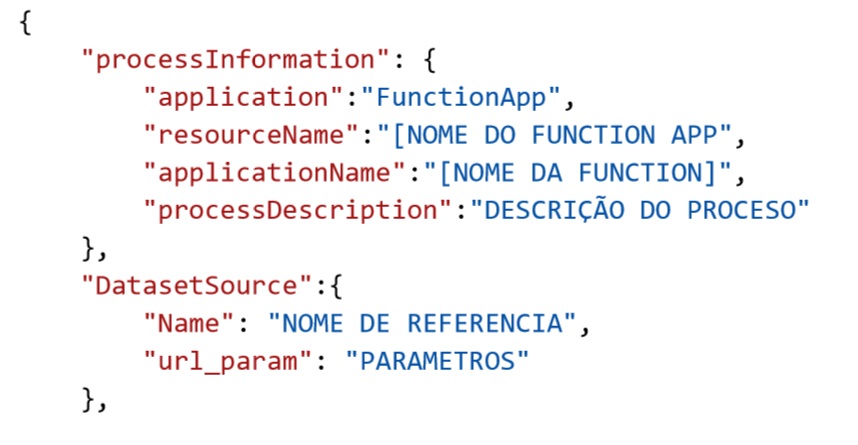 {
"processInformation": {
"application":"FunctionApp",
"resourceName":"[NOME DO FUNCTION APP",
"applicationName":"[NOME DA FUNCTION]",
"processDescription":"DESCRIÇÃO DO PROCESO"
},
"DatasetSource":{
"Name": "NOME DE REFERENCIA",
"url_param": "PARAMETROS"
},